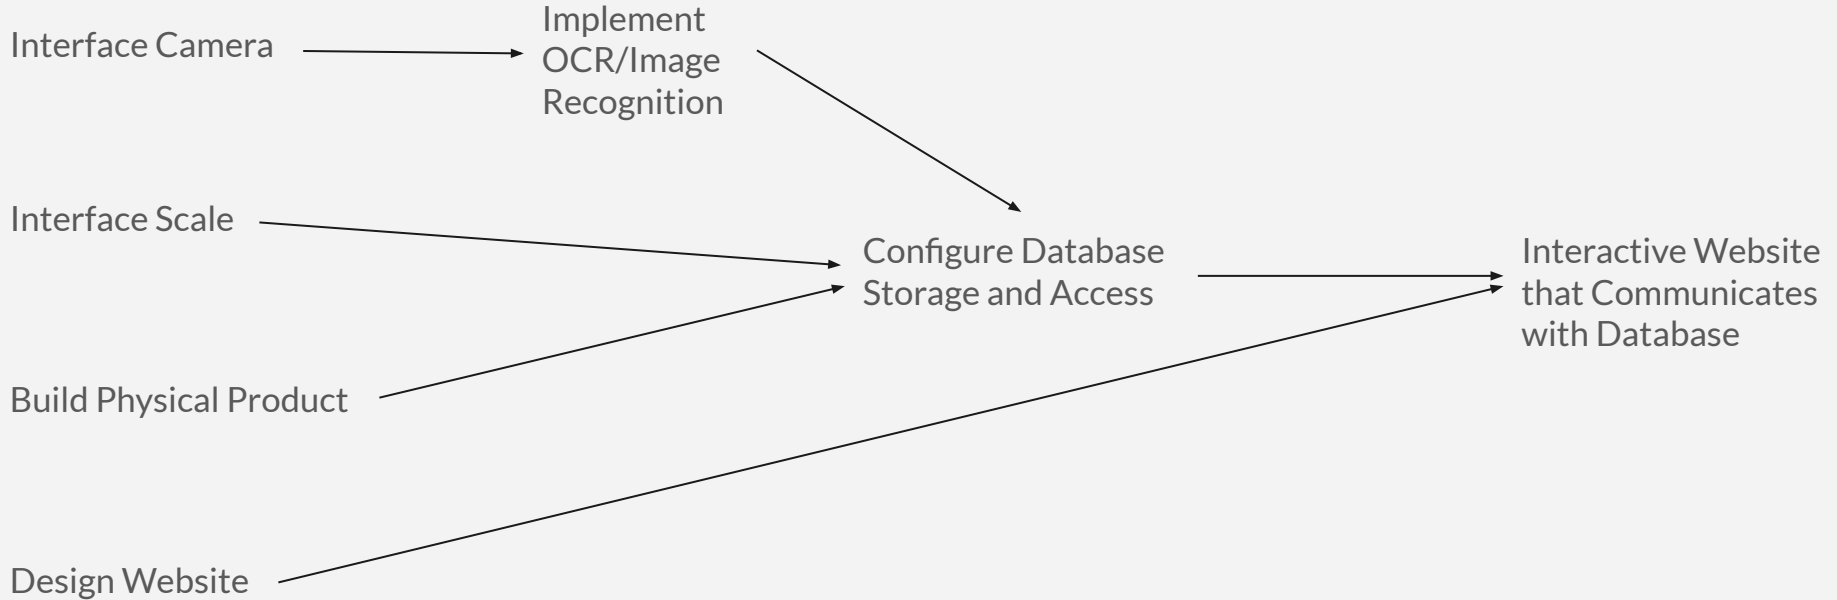 Interface Camera
Implement
OCR/Image
Recognition
Interface Scale
Configure Database
Storage and Access
Interactive Website
that Communicates
with Database
Build Physical Product
Design Website